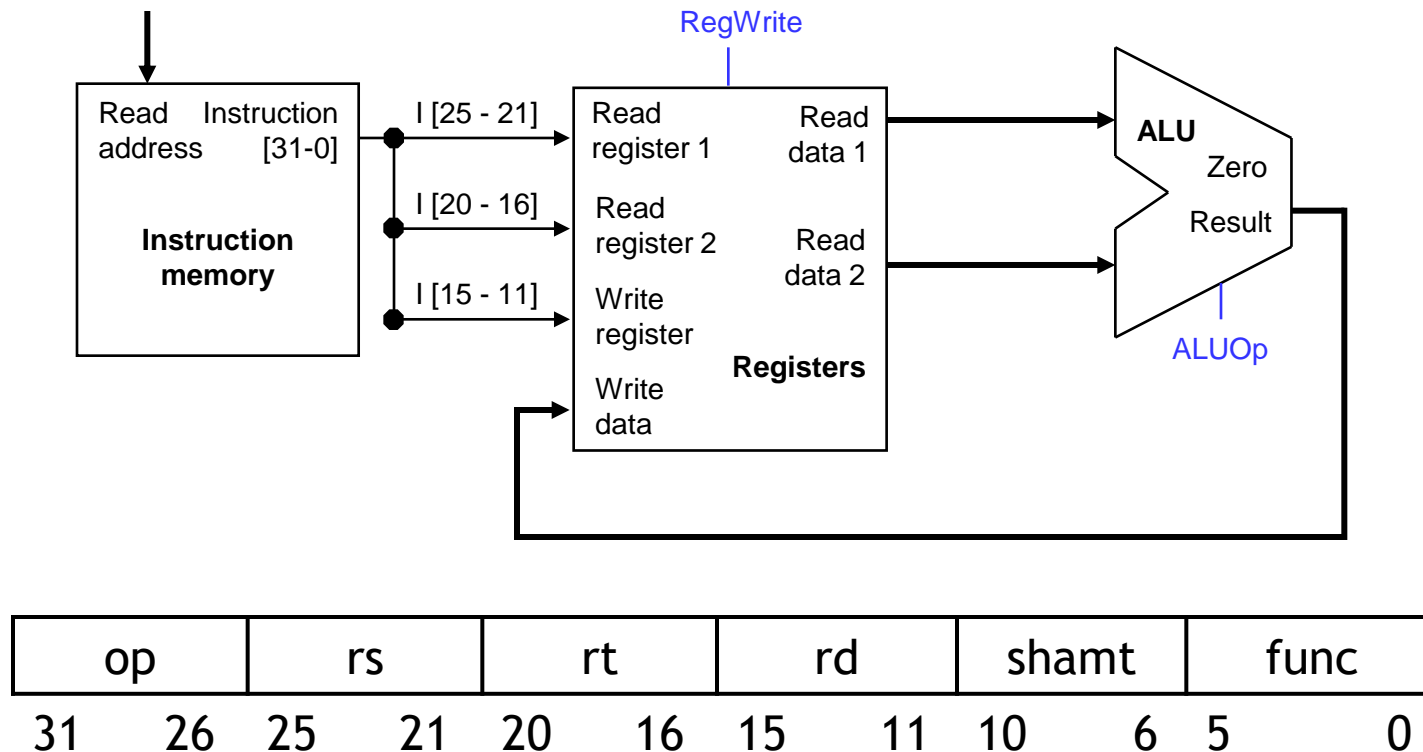 RegWrite
Read Instruction
address [31-0]
Instruction
memory
I [25 - 21]
I [20 - 16]
I [15 - 11]
Read
register 1
Read
data 1
Read
register 2
Read
data 2
Write
register
Registers
Write
data
ALU
Zero
Result
ALUOp
op rs rt rd shamt func
31 26 25 21 20 16 15 11 10 6 5 0